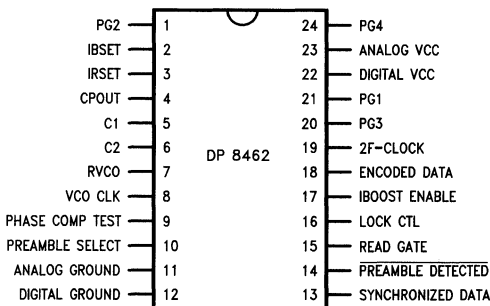 PG2 1 24 PG4
IBSET 2 23 ANALOG VCC
IRSET 3 22 DIGITAL VCC
CPOUT 4 21 PG1
C1 5 20 PG3
C2 6 19 2F-CLOCK
DP 8462
RVCO 7 18 ENCODED DATA
VCO CLK 8 17 IBOOST ENABLE
PHASE COMP TEST 9 16 LOCK CTL
PREAMBLE SELECT 10 15 READ GATE
ANALOG GROUND 11 14 PREAMBLE DETECTED
DIGITAL GROUND 12 13 SYNCHRONIZED DATA